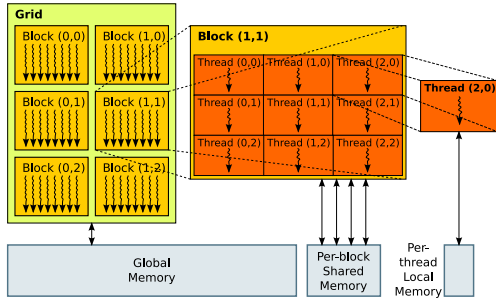 Grid
Block (0,0) Block (1,0)
Block (0,1) Block (1,1)
Block (0,2) Block (1,2)
Block (1,1)
Thread (0,0) Thread (1,0) Thread (2,0)
Thread (0,1) Thread (1,1) Thread (2,1)
Thread (0,2) Thread (1,2) Thread (2,2)
Thread (2,0)
Global
Memory
Per-block
Shared
Memory
Per-
thread
Local
Memory